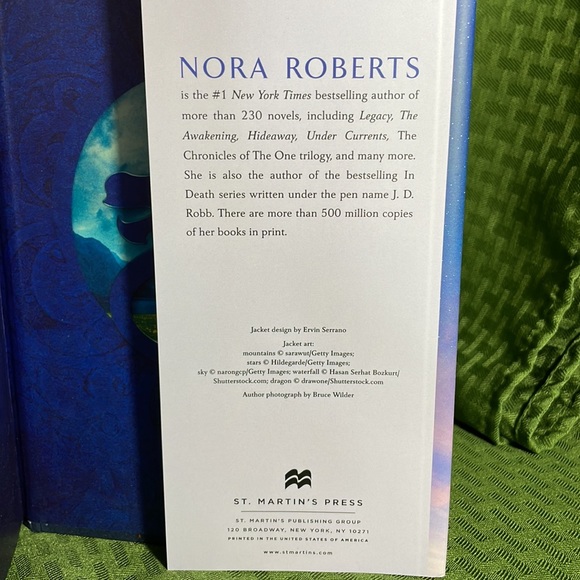 NORA ROBERTS
is the #1 New York Times bestselling author of
more than 230 novels, including Legacy, The
Awakening, Hideaway, Under Currents, The
Chronicles of The One trilogy, and many more.
She is also the author of the bestselling In
Death series written under the pen name J. D.
Robb. There are more than 500 million copies
of her books in print.
Jacket design by Ervin Serrano
Jacket art:
mountains © sarawut/Getty Images;
stars © Hildegarde/Getty Images;
sky © narongcp/Getty Images; waterfall © Hasan Serhat Bozkurt/
Shutterstock.com; dragon © drawone/Shutterstock.com
Author photograph by Bruce Wilder
ST. MARTIN'S PRESS
ST. MARTIN'S PUBLISHING GROUP
120 BROADWAY, NEW YORK, NY 10271
PRINTED IN THE UNITED STATES OF AMERICA
www.stmartins.com